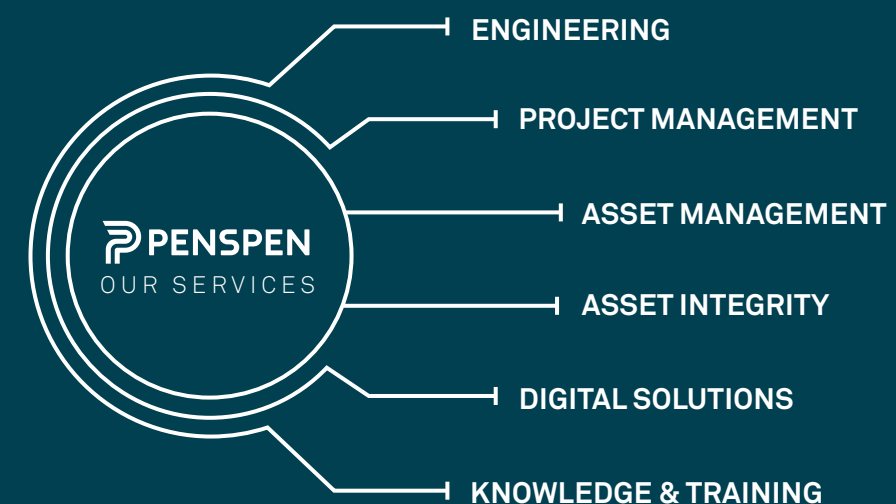 ENGINEERING
PROJECT MANAGEMENT
ASSET MANAGEMENT
PENSPEN
OUR SERVICES
ASSET INTEGRITY
DIGITAL SOLUTIONS
KNOWLEDGE & TRAINING